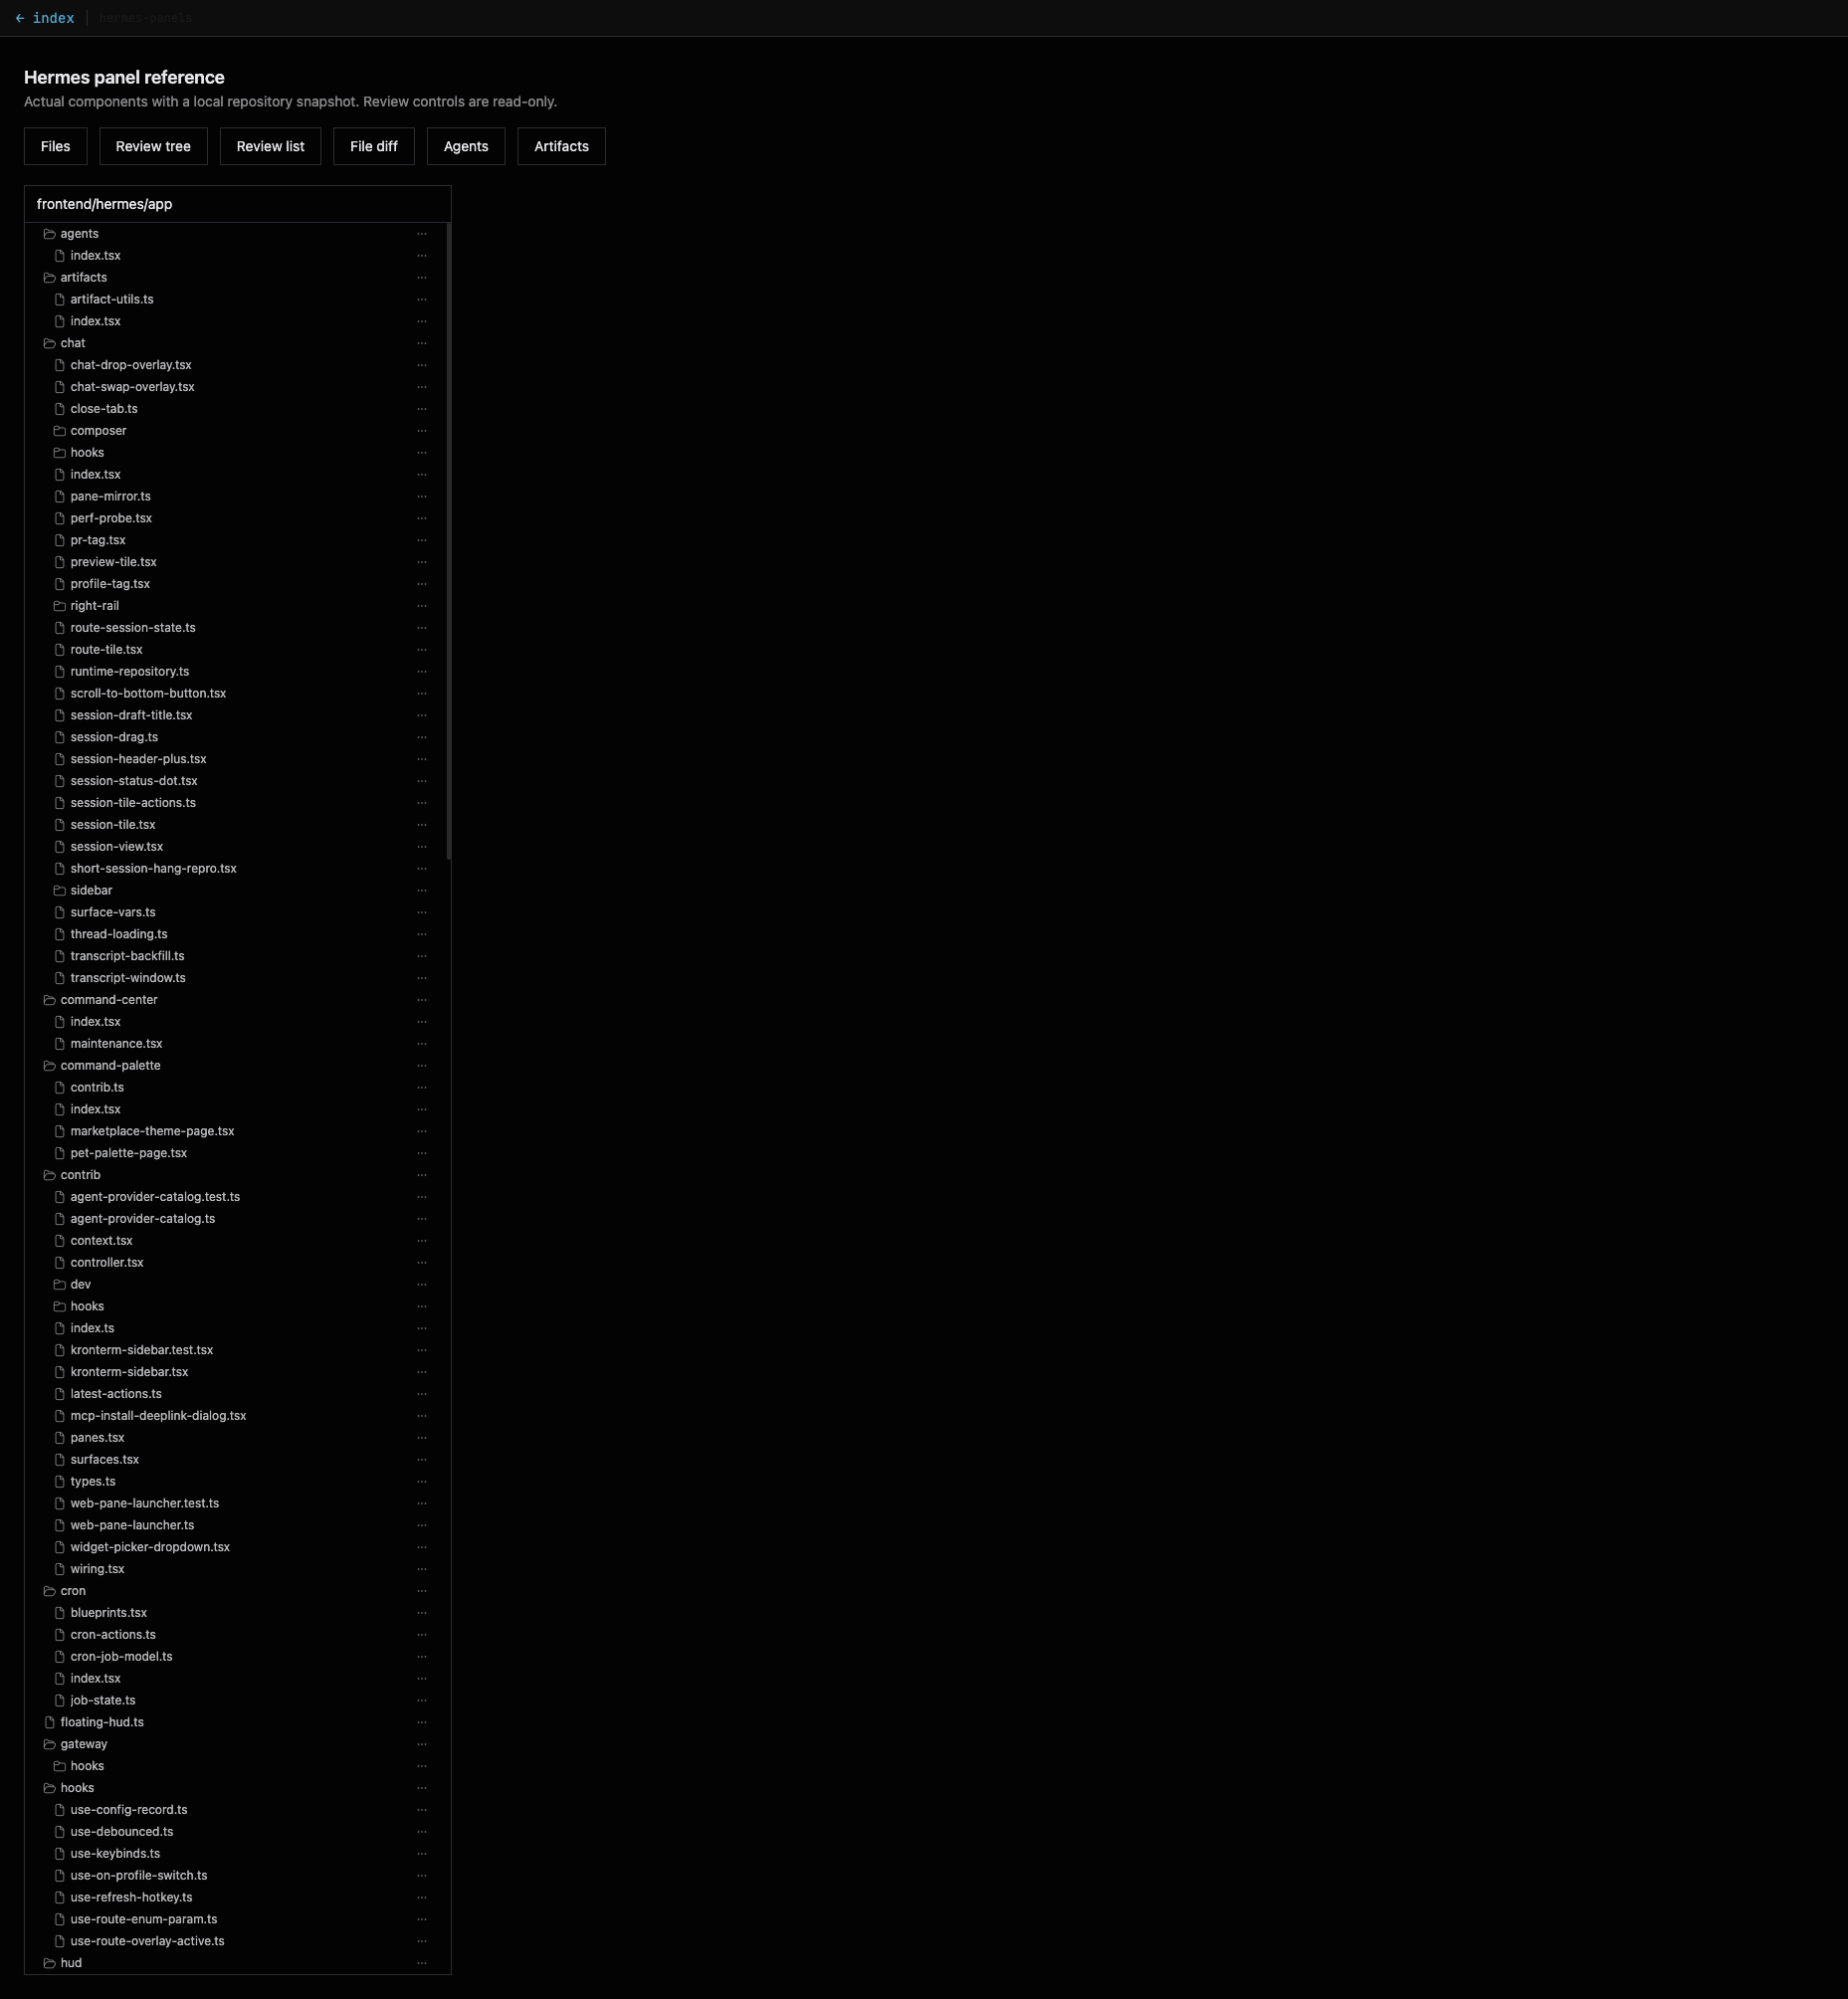 ← index | hermes-panels
Hermes panel reference
Actual components with a local repository snapshot. Review controls are read-only.
Files Review tree Review list File diff Agents Artifacts
frontend/hermes/app
agents ...
index.tsx ...
artifacts ...
artifact-utils.ts ...
index.tsx ...
chat ...
chat-drop-overlay.tsx ...
chat-swap-overlay.tsx ...
close-tab.ts ...
composer ...
hooks ...
index.tsx ...
pane-mirror.ts ...
perf-probe.tsx ...
pr-tag.tsx ...
preview-tile.tsx ...
profile-tag.tsx ...
right-rail ...
route-session-state.ts ...
route-tile.tsx ...
runtime-repository.ts ...
scroll-to-bottom-button.tsx ...
session-draft-title.tsx ...
session-drag.ts ...
session-header-plus.tsx ...
session-status-dot.tsx ...
session-tile-actions.ts ...
session-tile.tsx ...
session-view.tsx ...
short-session-hang-repro.tsx ...
sidebar ...
surface-vars.ts ...
thread-loading.ts ...
transcript-backfill.ts ...
transcript-window.ts ...
command-center ...
index.tsx ...
maintenance.tsx ...
command-palette ...
contrib.ts ...
index.tsx ...
marketplace-theme-page.tsx ...
pet-palette-page.tsx ...
contrib ...
agent-provider-catalog.test.ts ...
agent-provider-catalog.ts ...
context.tsx ...
controller.tsx ...
dev ...
hooks ...
index.ts ...
kronterm-sidebar.test.tsx ...
kronterm-sidebar.tsx ...
latest-actions.ts ...
mcp-install-deeplink-dialog.tsx ...
panes.tsx ...
surfaces.tsx ...
types.ts ...
web-pane-launcher.test.ts ...
web-pane-launcher.ts ...
widget-picker-dropdown.tsx ...
wiring.tsx ...
cron ...
blueprints.tsx ...
cron-actions.ts ...
cron-job-model.ts ...
index.tsx ...
job-state.ts ...
floating-hud.ts ...
gateway ...
hooks ...
hooks ...
use-config-record.ts ...
use-debounced.ts ...
use-keybinds.ts ...
use-on-profile-switch.ts ...
use-refresh-hotkey.ts ...
use-route-enum-param.ts ...
use-route-overlay-active.ts ...
hud ...